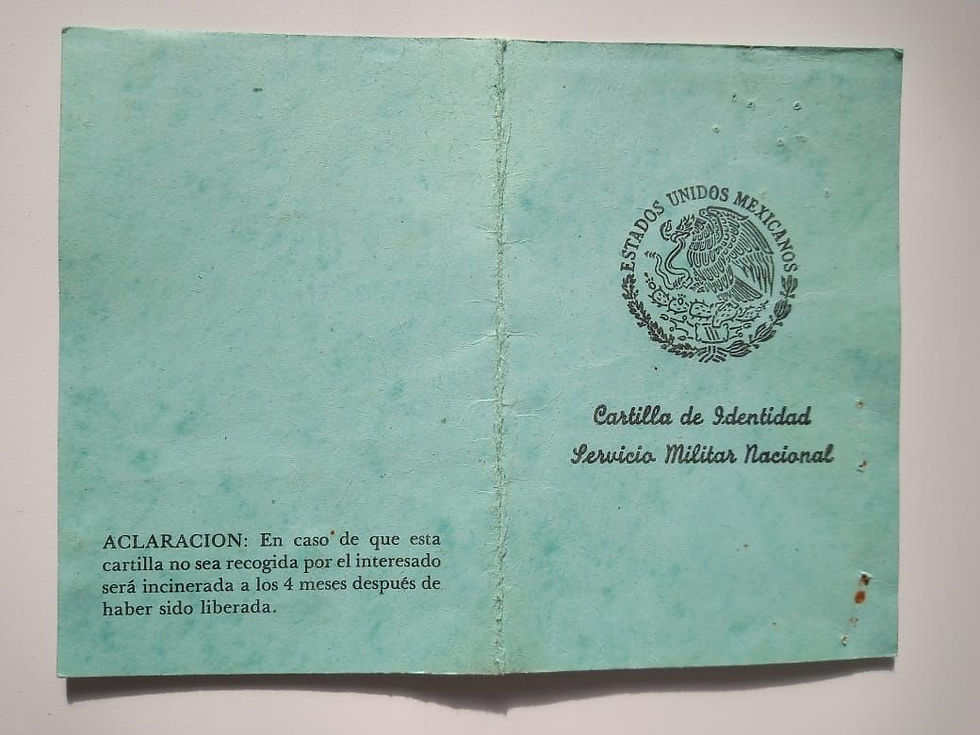 ACLARACION: En caso de que esta
cartilla no sea recogida por el interesado
será incinerada a los 4 meses después de
haber sido liberada.
ESTADOS UNIDOS MEXICANOS
Cartilla de Identidad
Servicio Militar Nacional